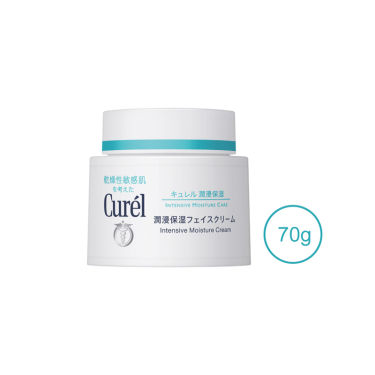 乾燥性敏感肌
を考えた
Curél
キュレル 潤浸保湿
INTENSIVE MOISTURE CARE
潤浸保湿フェイスクリーム
Intensive Moisture Cream
70g